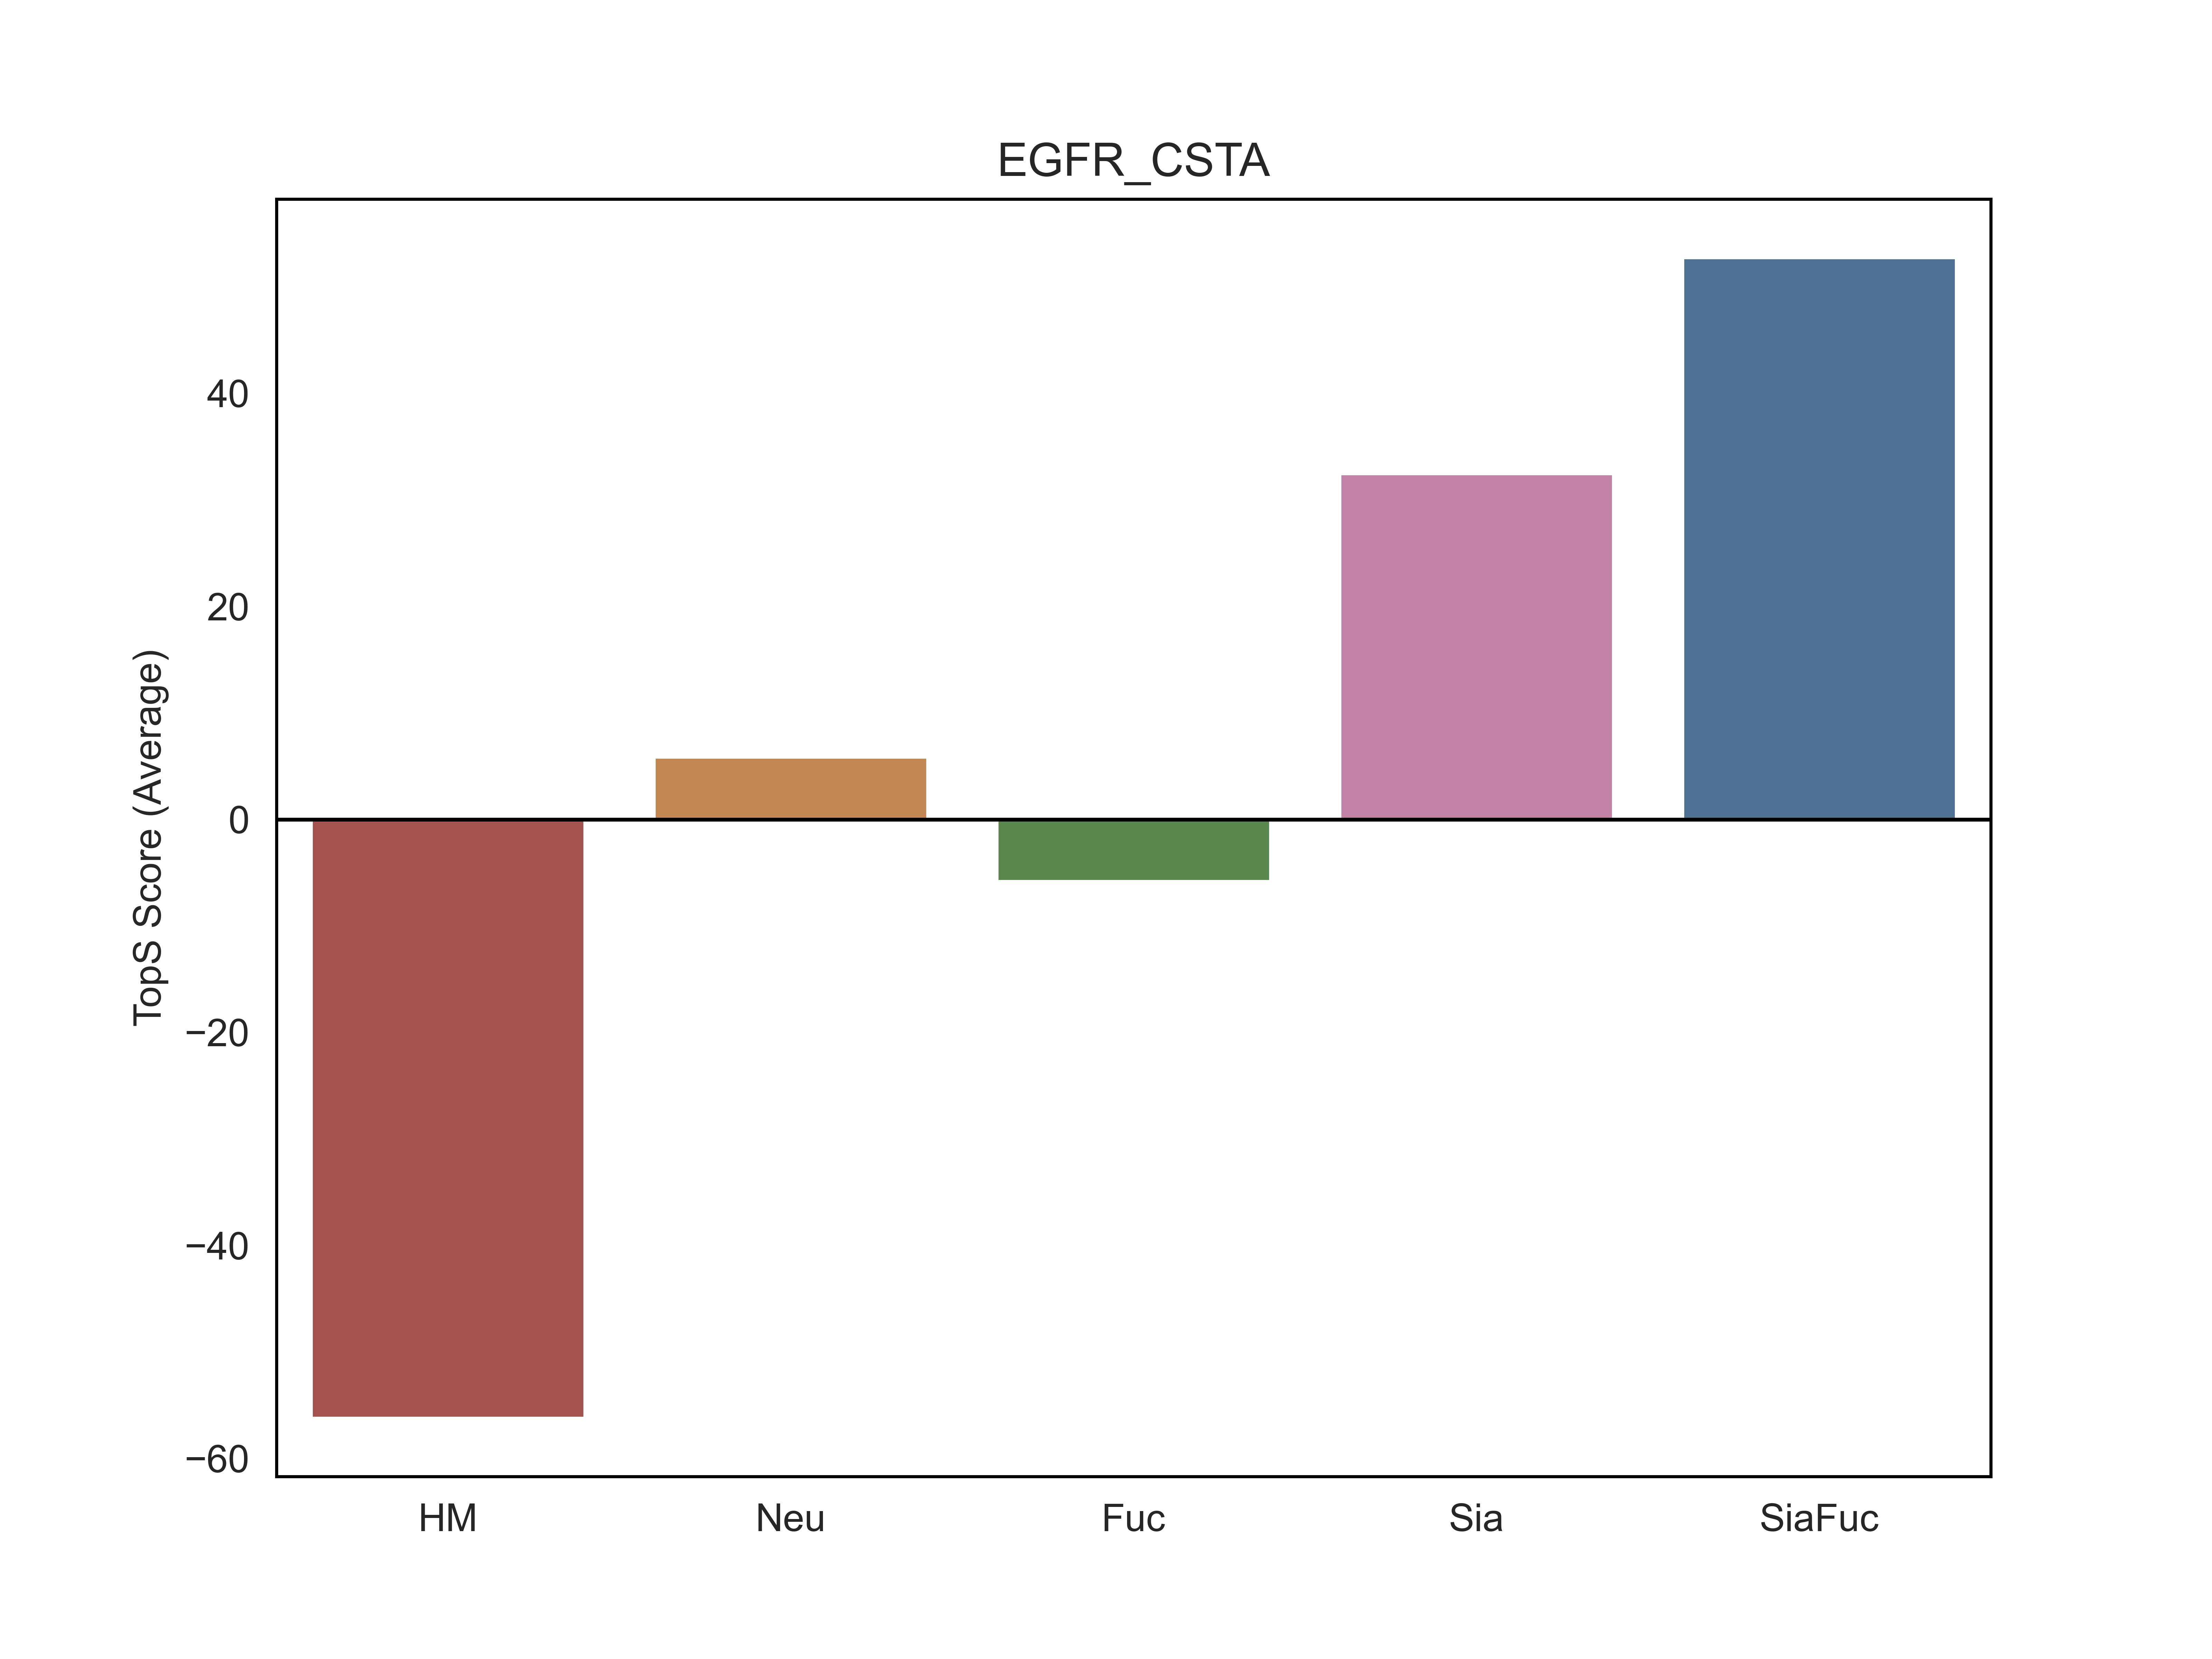 EGFR_CSTA
TopS Score (Average)
40
20
0
−20
−40
−60
HM
Neu
Fuc
Sia
SiaFuc